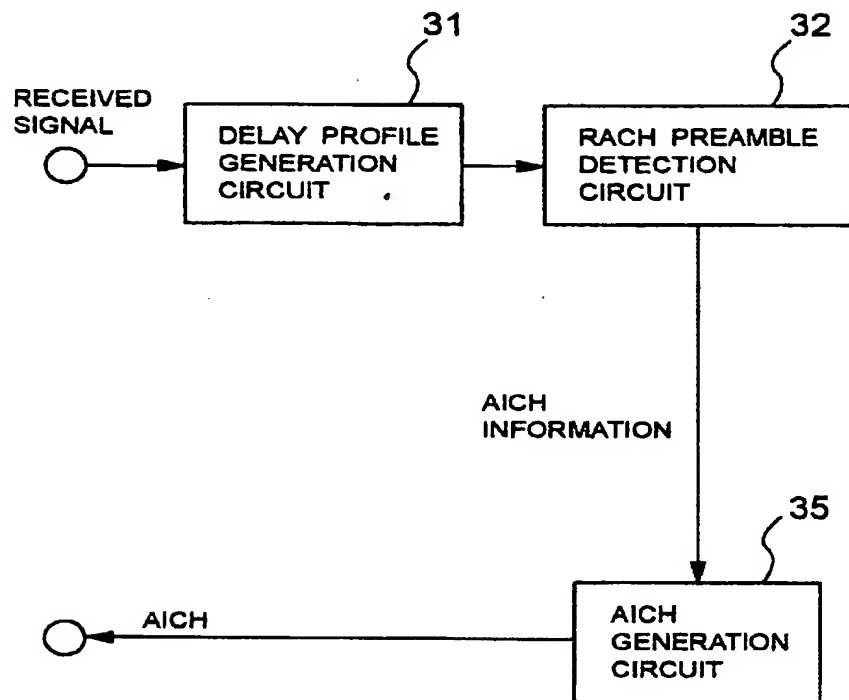 31
32
RECEIVED
SIGNAL
DELAY PROFILE
GENERATION
CIRCUIT
RACH PREAMBLE
DETECTION
CIRCUIT
AICH
INFORMATION
35
AICH
AICH
GENERATION
CIRCUIT